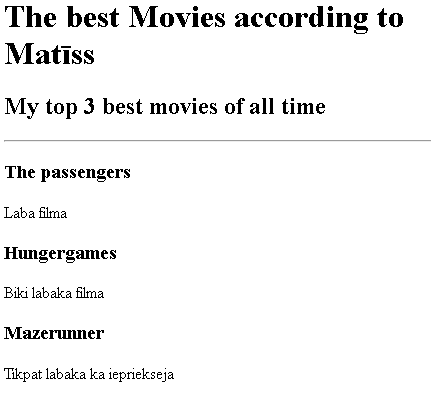 The best Movies according to
Matīss
My top 3 best movies of all time
The passengers
Laba filma
Hungergames
Biki labaka filma
Mazerunner
Tikpat labaka ka iepriekseja